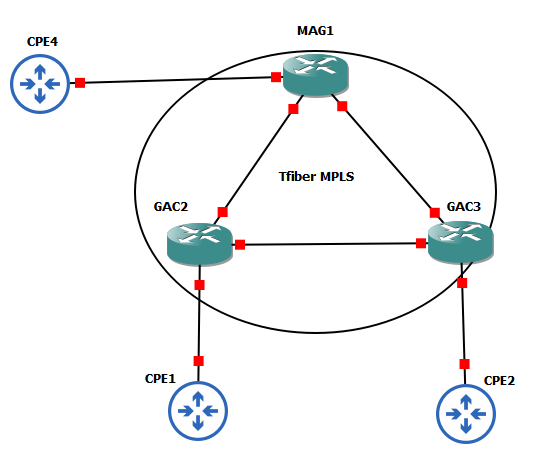 MAG1
CPE4
Tfiber MPLS
GAC2
GAC3
CPE1
CPE2